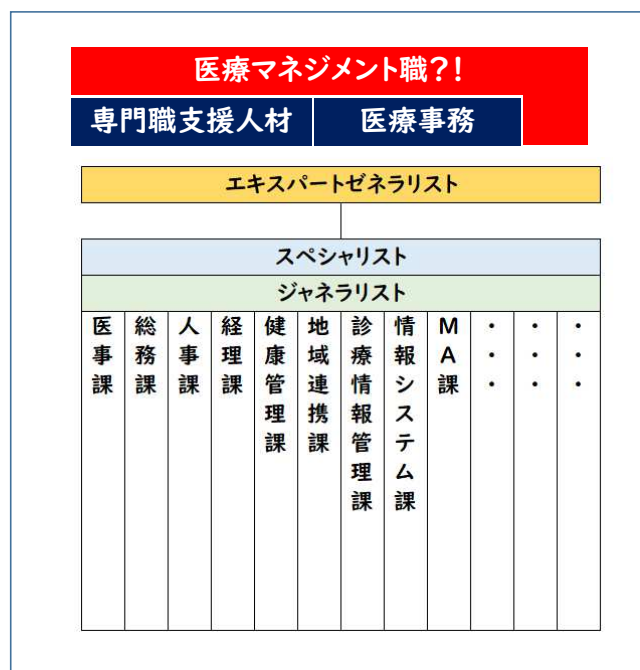 医療マネジメント職?!
専門職支援人材 医療事務
エキスパートゼネラリスト
スペシャリスト
ジャネラリスト
医事課
総務課
人事課
経理課
健康管理課
地域連携課
診療情報管理課
情報システム課
MA課
・・・
・・・
・・・